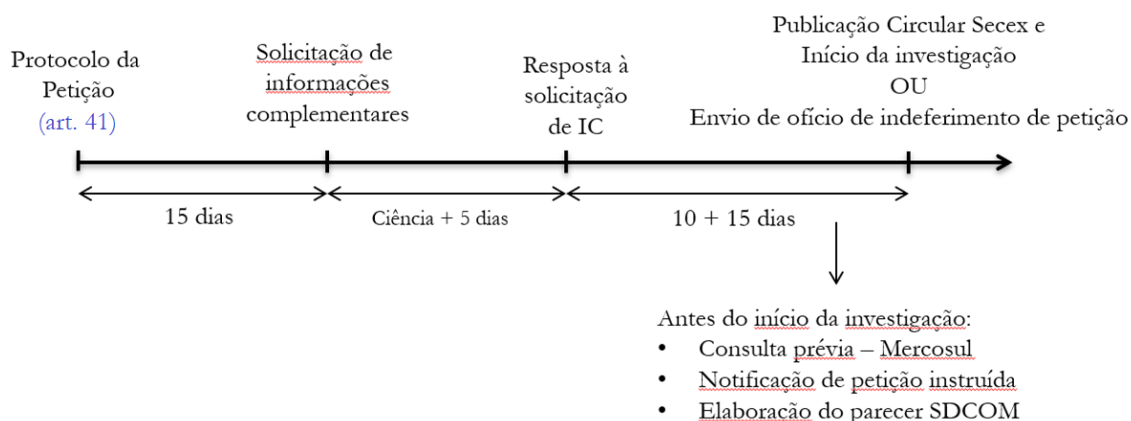 Protocolo da
Petição
(art. 41)
Solicitação de
informações
complementares
Resposta à
solicitação
de IC
Publicação Circular Secex e
Início da investigação
OU
Envio de ofício de indeferimento de petição
15 dias
Ciência + 5 dias
10 + 15 dias
Antes do início da investigação:
• Consulta prévia – Mercosul
• Notificação de petição instruída
• Elaboração do parecer SDCOM